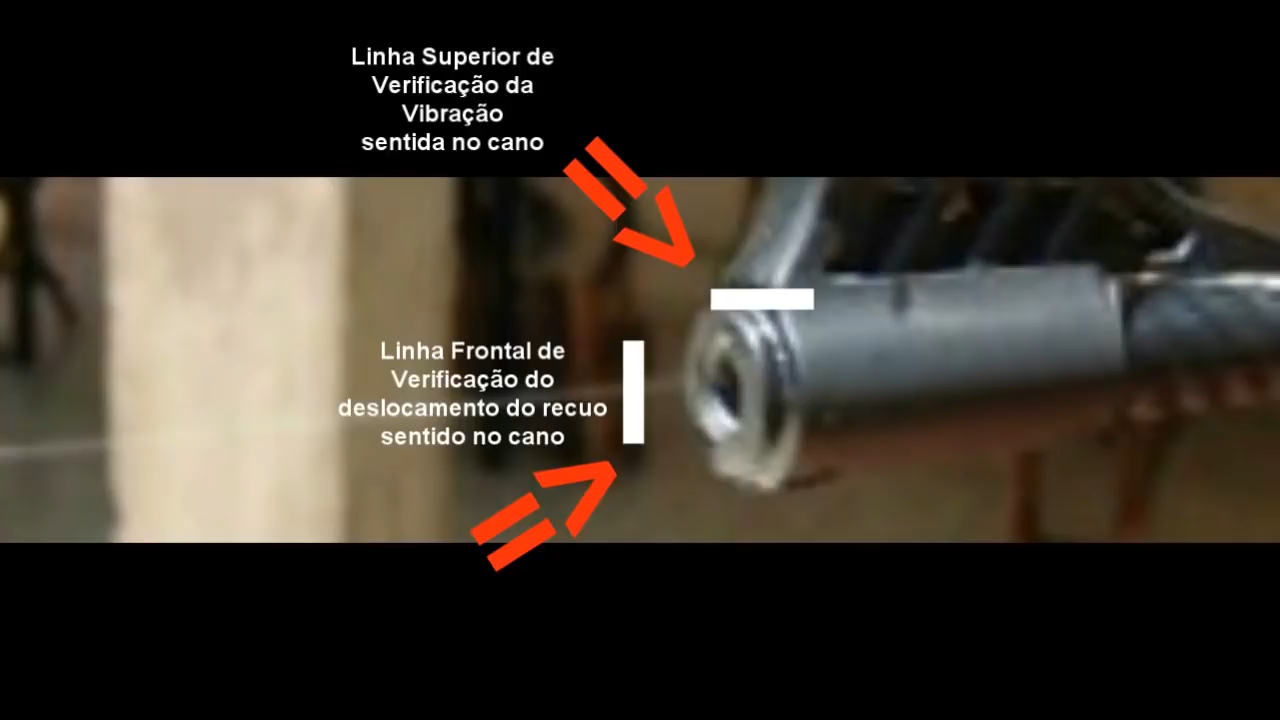 Linha Superior de
Verificação da
Vibração
sentida no cano
Linha Frontal de
Verificação do
deslocamento do recuo
sentido no cano